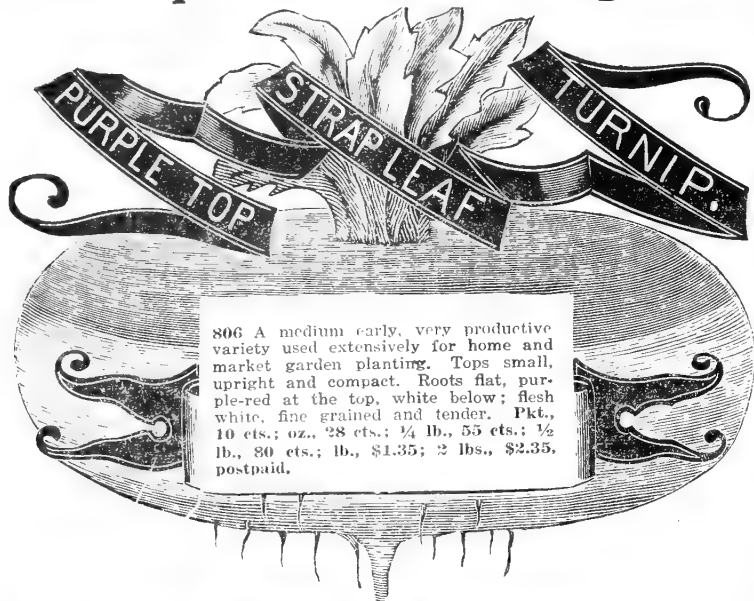 PURPLE TOP STRAP LEAF TURNIP.
806 A medium early, very productive
variety used extensively for home and
market garden planting. Tops small,
upright and compact. Roots flat, pur-
ple-red at the top, white below; flesh
white, fine grained and tender. Pkt.,
10 cts.; oz., 28 cts.; ¼ lb., 55 cts.; ½
lb., 80 cts.; lb., $1.35; 2 lbs., $2.35,
postpaid.